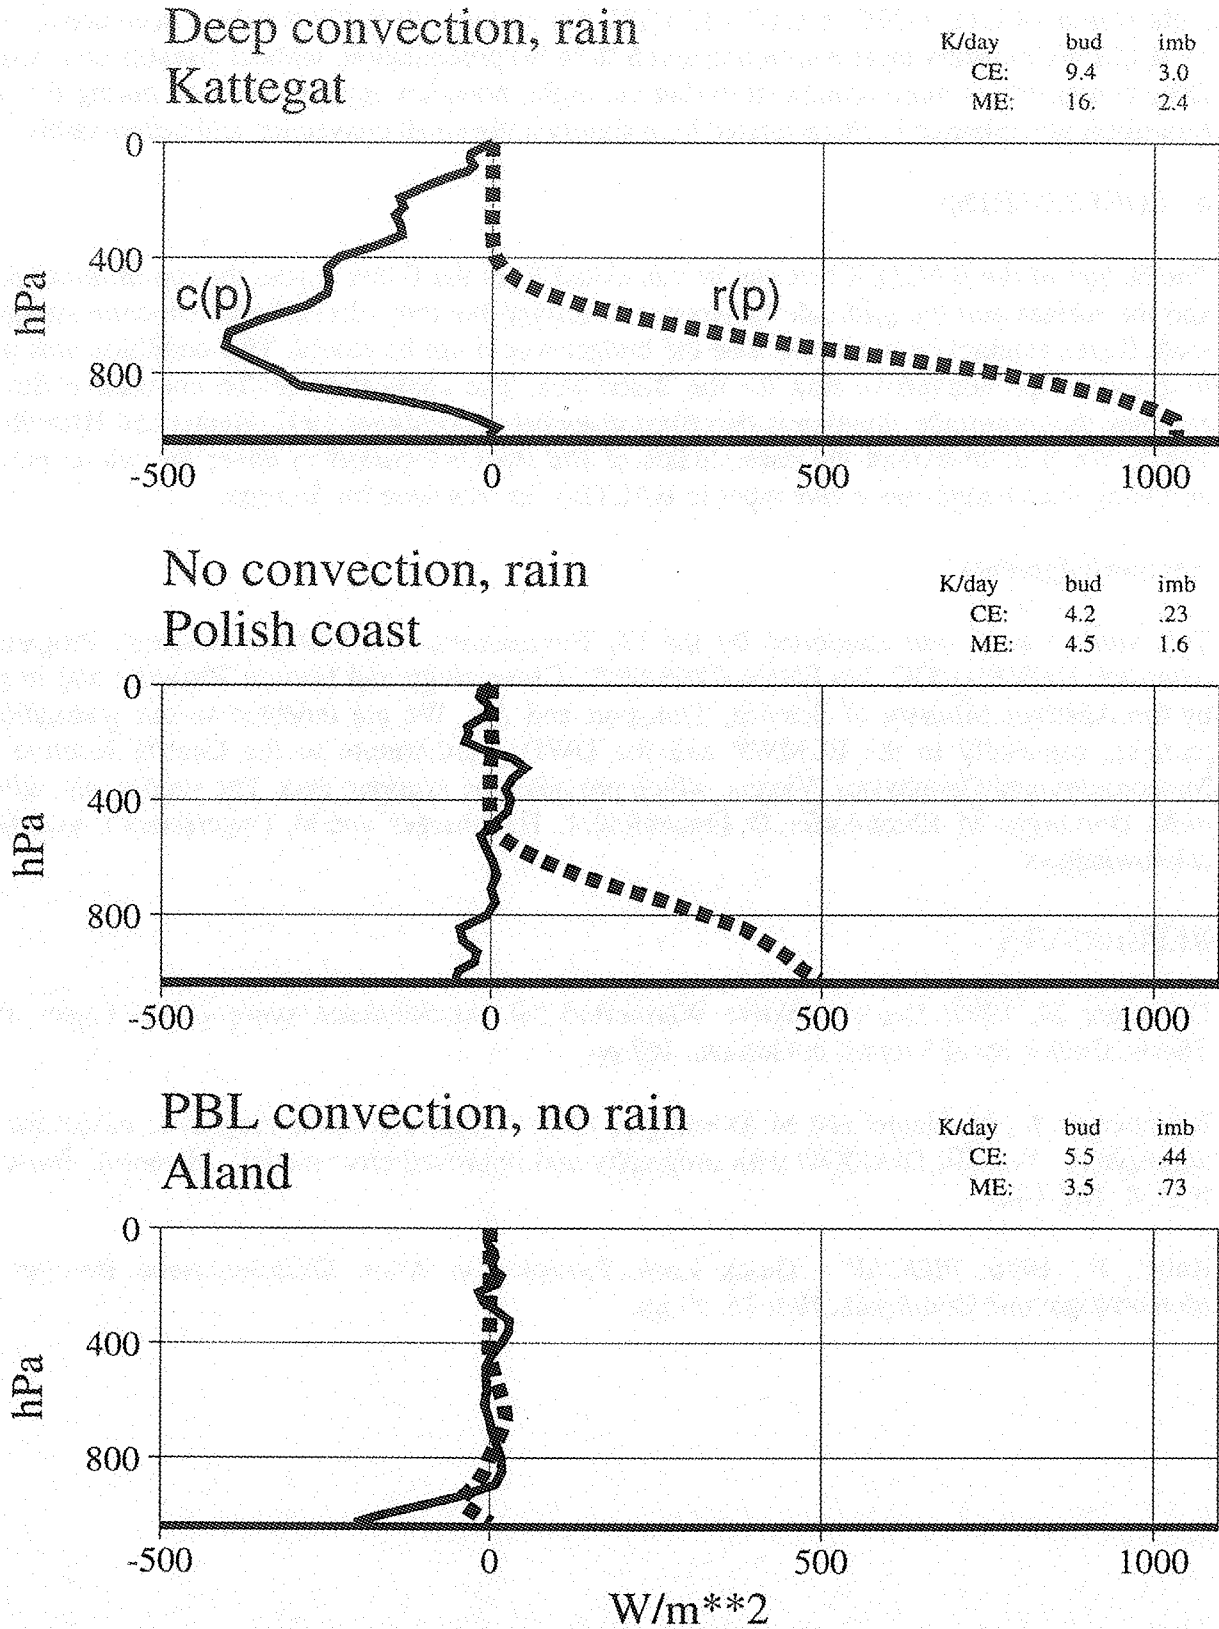 Deep convection, rain
Kattegat
K/day bud imb
CE: 9.4 3.0
ME: 16. 2.4
0
400
800
hPa
c(p)
r(p)
-500 0 500 1000
No convection, rain
Polish coast
K/day bud imb
CE: 4.2 .23
ME: 4.5 1.6
0
400
800
hPa
-500 0 500 1000
PBL convection, no rain
Aland
K/day bud imb
CE: 5.5 .44
ME: 3.5 .73
0
400
800
hPa
-500 0 500 1000
W/m**2